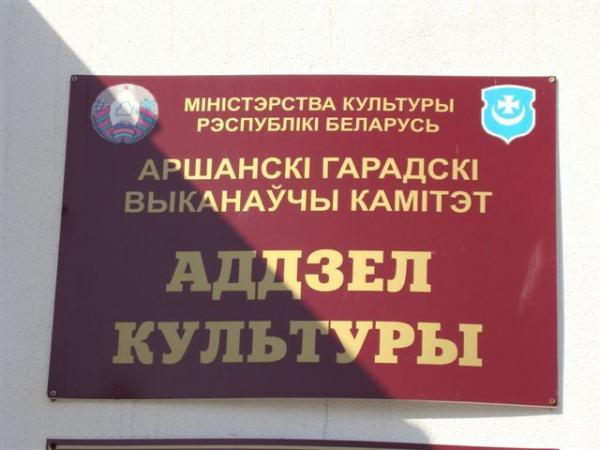 МІНІСТЭРСТВА КУЛЬТУРЫ
РЭСПУБЛІКІ БЕЛАРУСЬ
АРШАНСКІ ГАРАДСКІ
ВЫКАНАЎЧЫ КАМІТЭТ
АДДЗЕЛ
КУЛЬТУРЫ